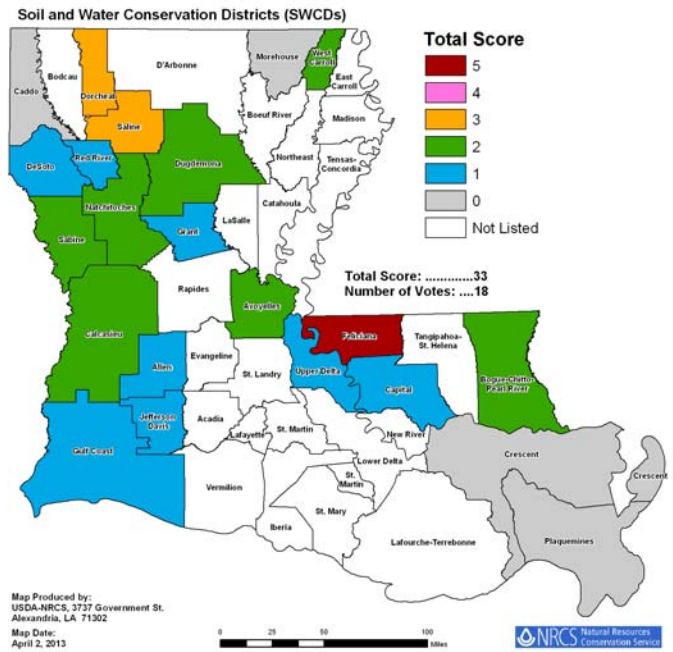 Soil and Water Conservation Districts (SWCDs)
Total Score
5
4
3
2
1
0
Not Listed
Total Score: .............33
Number of Votes: ....18
Caddo
Bodcau
Dorcheat
D'Arbonne
Morehouse
West
Carroll
East
Carroll
Saline
Boeuf River
Madison
DeSoto
Red River
Dugdemona
Northeast
Tensas-
Concordia
Natchitoches
Sabine
Grant
LaSalle
Catahoula
Rapides
Avoyelles
Calcasieu
Feliciana
Tangipahoa-
St. Helena
Bogue-Chitto-
Pearl River
Allen
Evangeline
St. Landry
Upper Delta
Capital
Jefferson
Davis
Acadia
Lafayette
St. Martin
New River
Gulf Coast
Vermilion
Lower Delta
St.
Martin
Crescent
Crescent
Iberia
St. Mary
Lafourche-Terrebonne
Plaquemines
Map Produced by:
USDA-NRCS, 3737 Government St.
Alexandria, LA 71302
Map Date:
April 2, 2013
0 25 50 100
Miles
NRCS Natural Resources
Conservation Service